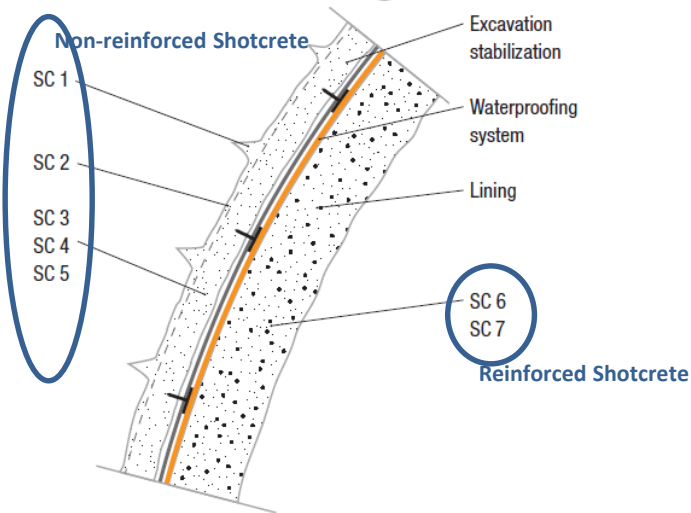 Non-reinforced Shotcrete
SC 1
SC 2
SC 3
SC 4
SC 5
Excavation
stabilization
Waterproofing
system
Lining
SC 6
SC 7
Reinforced Shotcrete